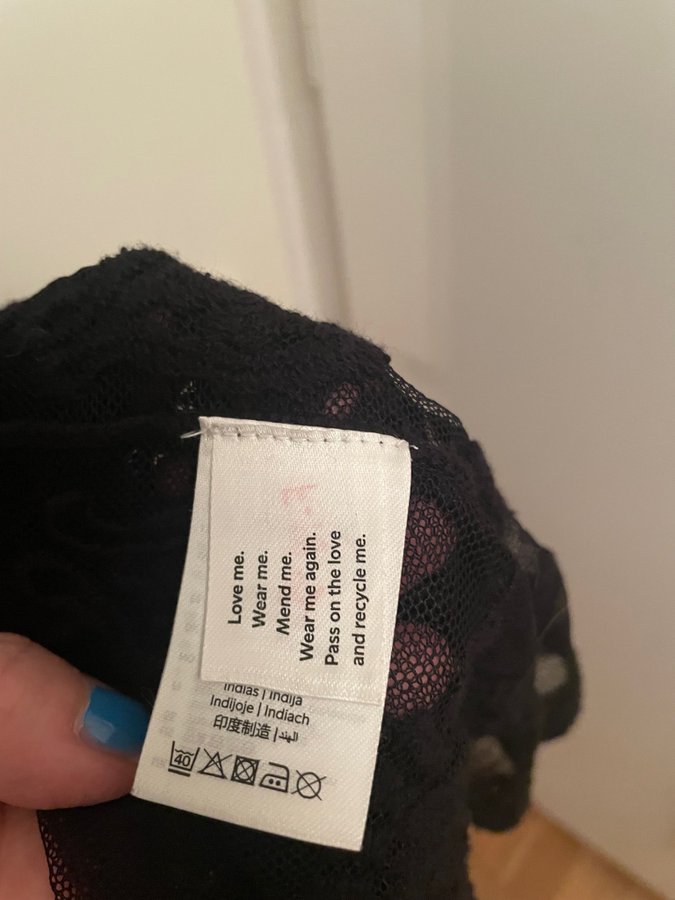 Love me.
Wear me.
Mend me.
Wear me again.
Pass on the love
and recycle me.
Indias | Indija
Indijoje | Indiach
印度制造 |
40